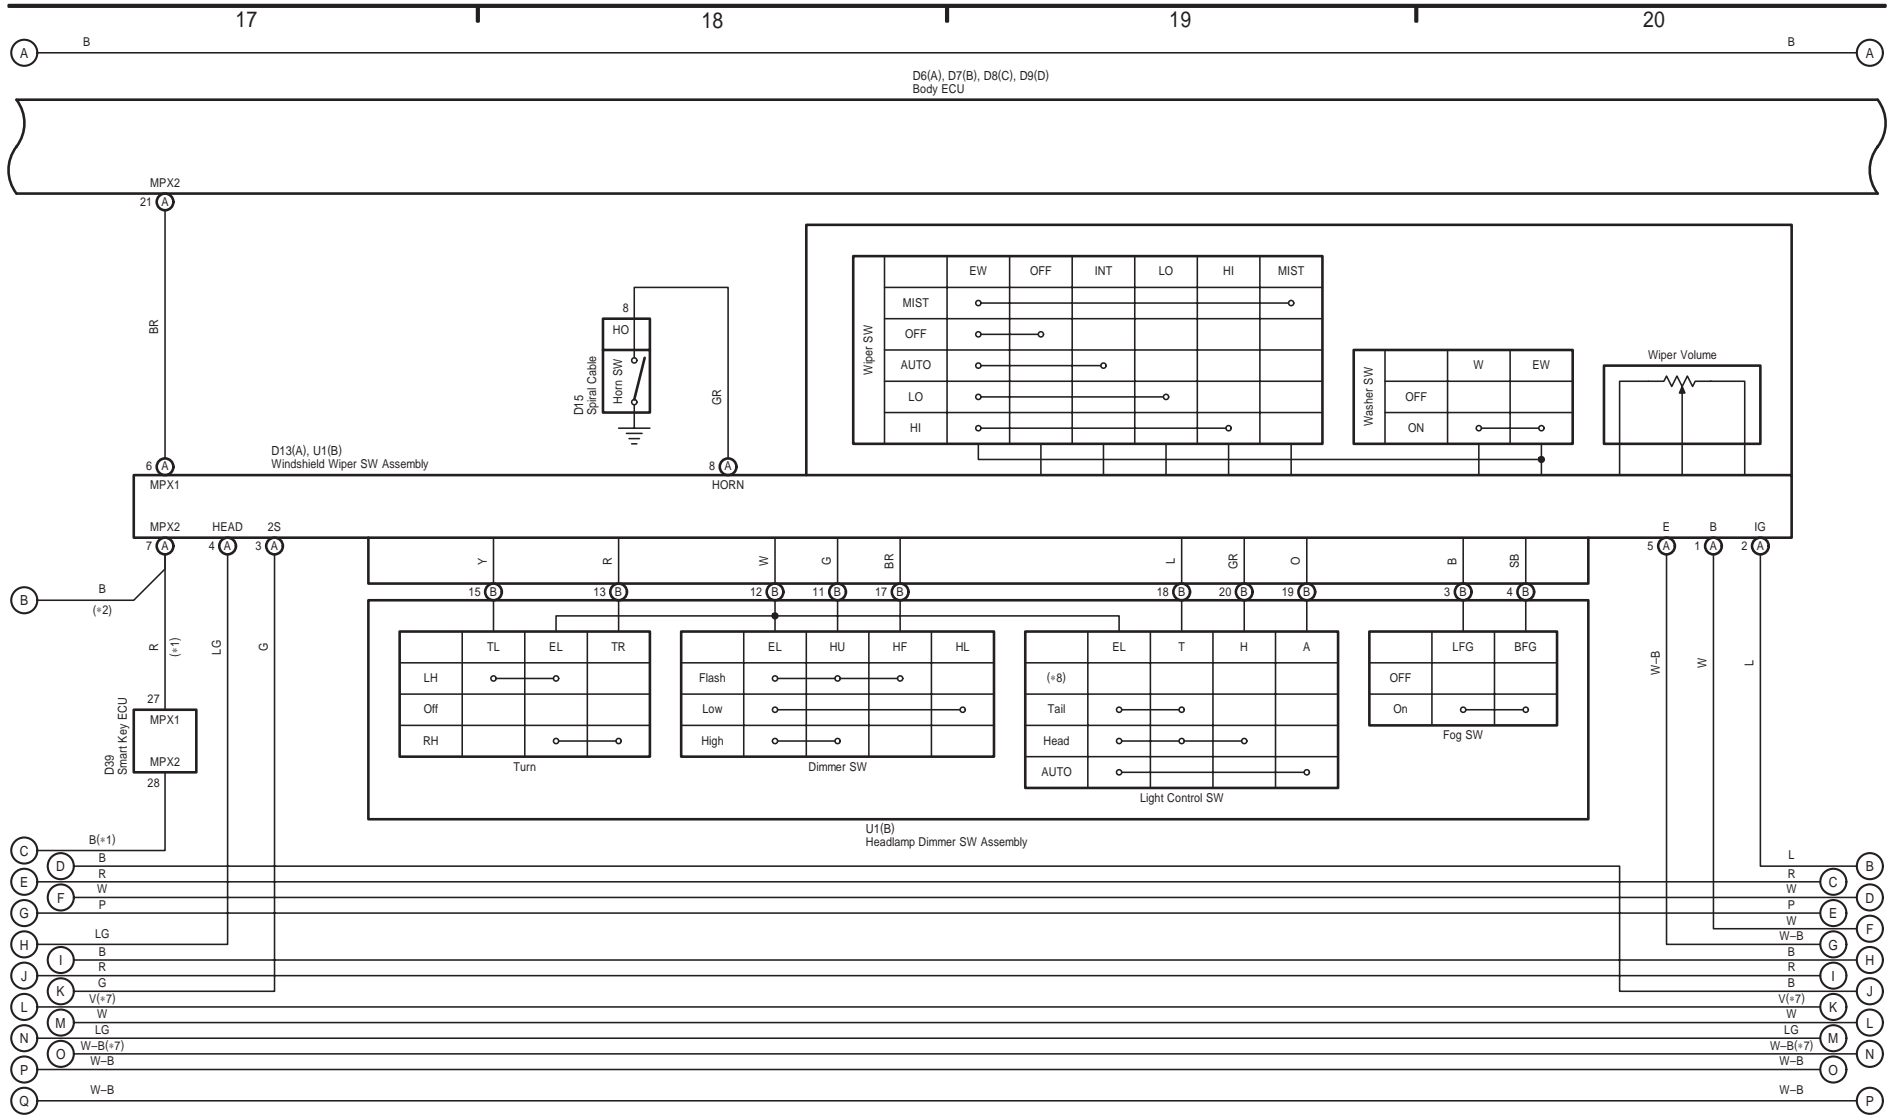 17 18 19 20
A B B A
D6(A), D7(B), D8(C), D9(D)
Body ECU
MPX2
21 A
BR
6 A
MPX1
D13(A), U1(B)
Windshield Wiper SW Assembly
8
HO
Horn SW
D15
Spiral Cable
GR
8 A
HORN
Wiper SW
EW OFF INT LO HI MIST
MIST
OFF
AUTO
LO
HI
Washer SW
W EW
OFF
ON
Wiper Volume
MPX2 HEAD 2S
7 A 4 A 3 A
E B IG
5 A 1 A 2 A
Y R W G BR L GR O B SB
15 B 13 B 12 B 11 B 17 B 18 B 20 B 19 B 3 B 4 B
B B
(*2)
R
(*1)
LG
G
W–B
W
L
TL EL TR
LH
Off
RH
Turn
EL HU HF HL
Flash
Low
High
Dimmer SW
EL T H A
(*8)
Tail
Head
AUTO
Light Control SW
LFG BFG
OFF
On
Fog SW
27
MPX1
MPX2
28
D39
Smart Key ECU
U1(B)
Headlamp Dimmer SW Assembly
C B(*1)
D B L B
E R R C
F W W D
G P P E
W F
H LG W–B G
I B B H
J R R I
K G B J
L V(*7) V(*7) K
M W W L
N LG LG M
O W–B(*7) W–B(*7) N
P W–B W–B O
Q W–B W–B P